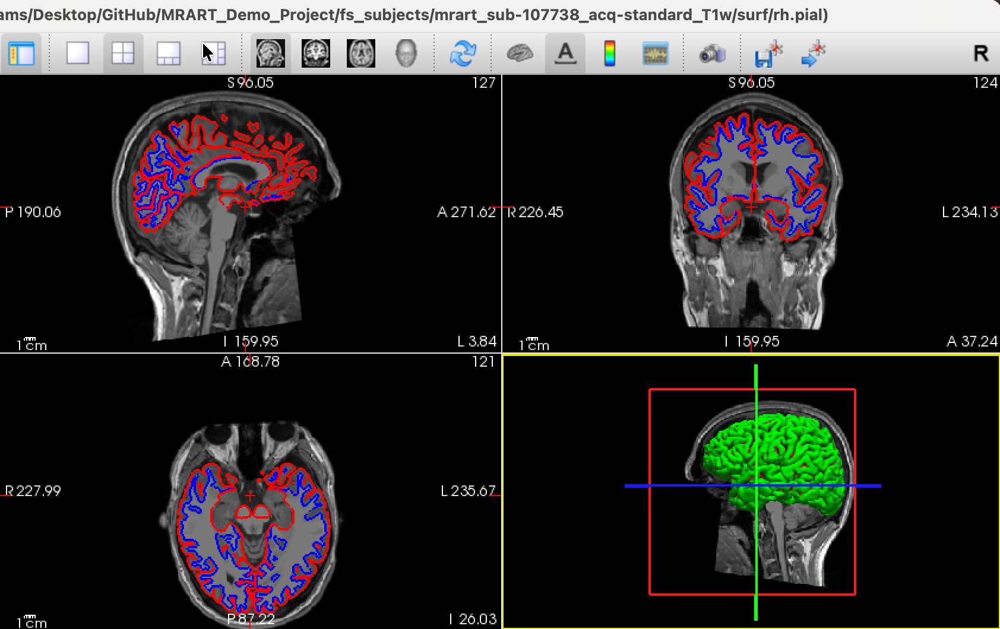 ams/Desktop/GitHub/MRART_Demo_Project/fs_subjects/mrart_sub-107738_acq-standard_T1w/surf/rh.pial)
A
R
S 96.05
127
P 190.06
A 271.62
1 cm
I 159.95
L 3.84
S 96.05
124
R 226.45
L 234.13
1 cm
I 159.95
A 37.24
A 168.78
121
R 227.99
L 235.67
1 cm
P 87.22
I 26.03